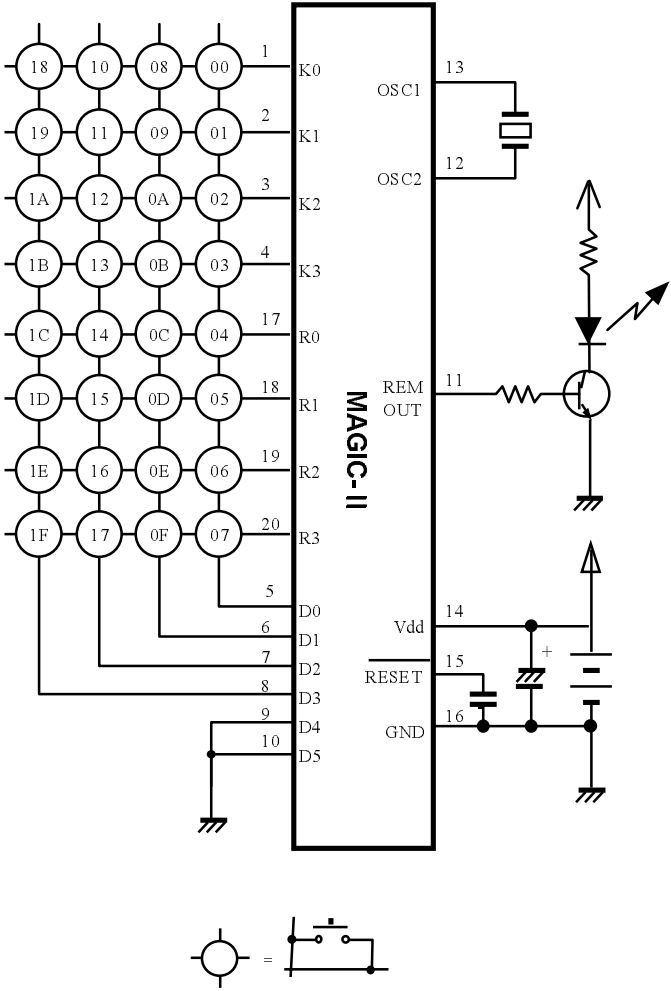 1
18 10 08 00 K0
2
19 11 09 01 K1
3
1A 12 0A 02 K2
4
1B 13 0B 03 K3
17
1C 14 0C 04 R0
18
1D 15 0D 05 R1
19
1E 16 0E 06 R2
20
1F 17 0F 07 R3
5
D0
6
D1
7
D2
8
D3
9
D4
10
D5
MAGIC-II
13
OSC1
12
OSC2
11
REM
OUT
14
Vdd
+
15
RESET
16
GND
=